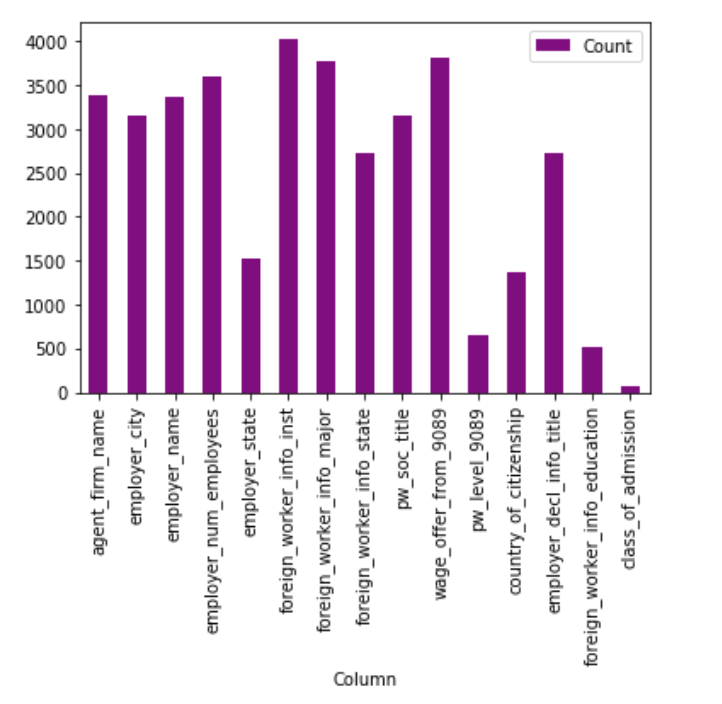 Count
4000
3500
3000
2500
2000
1500
1000
500
0
agent_firm_name
employer_city
employer_name
employer_num_employees
employer_state
foreign_worker_info_inst
foreign_worker_info_major
foreign_worker_info_state
pw_soc_title
wage_offer_from_9089
pw_level_9089
country_of_citizenship
employer_decl_info_title
foreign_worker_info_education
class_of_admission
Column